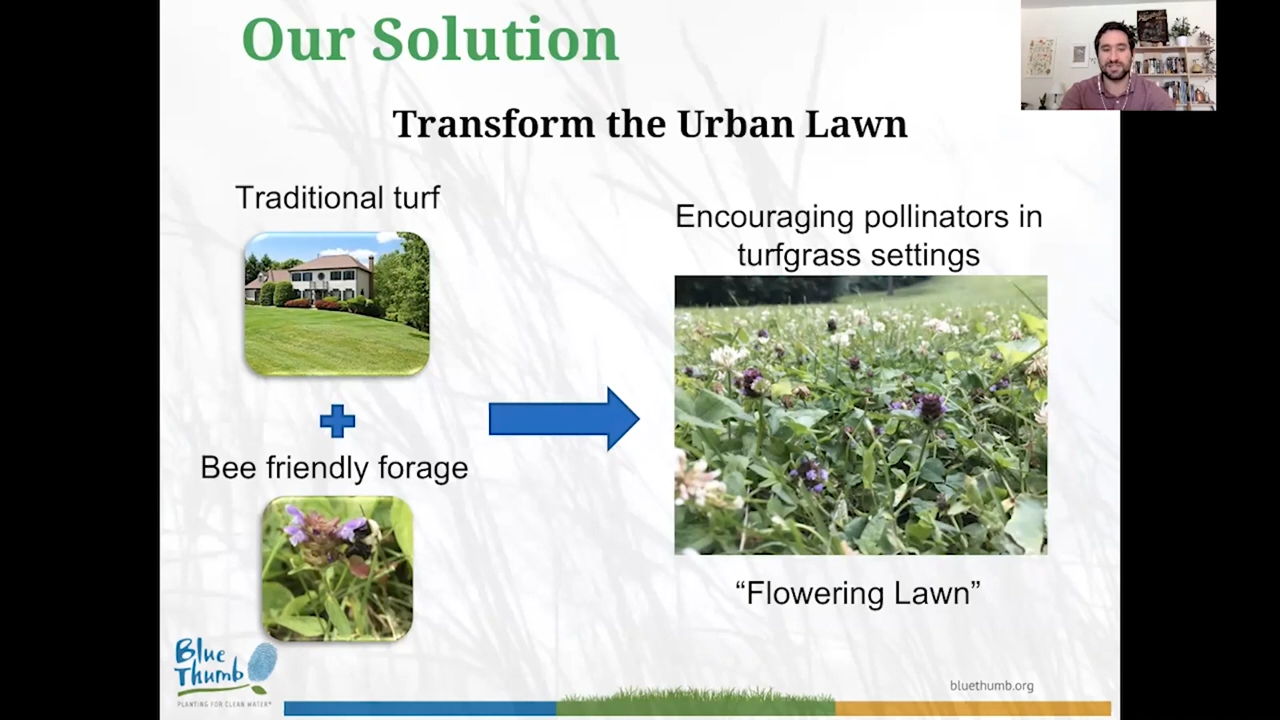 Our Solution
Transform the Urban Lawn
Traditional turf
Encouraging pollinators in
turfgrass settings
Bee friendly forage
“Flowering Lawn”
Blue
Thumb
PLANTING FOR CLEAN WATER
bluethumb.org